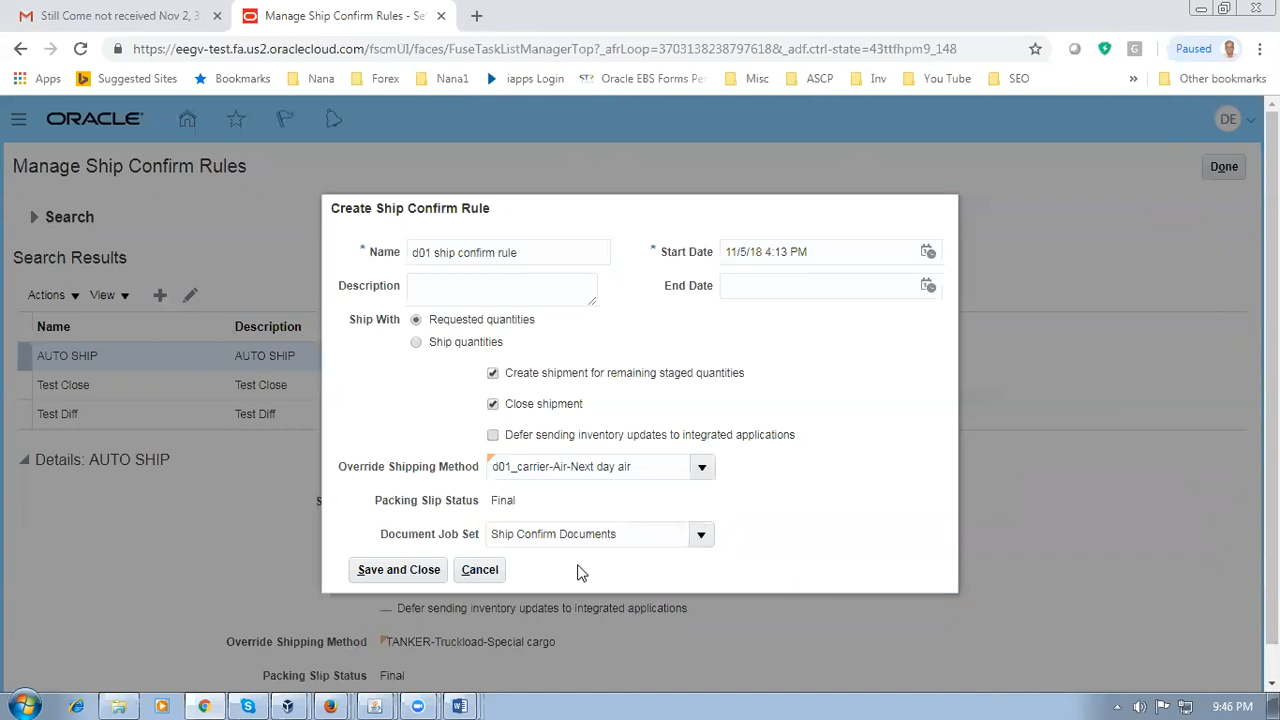 Still Come not received Nov 2, 3
Manage Ship Confirm Rules - Se
https://eegv-test.fa.us2.oraclecloud.com/fscmUI/faces/FuseTaskListManagerTop?_afrLoop=3703138238797618&_adf.ctrl-state=43ttfhpm9_148
Paused
Apps
Suggested Sites
Bookmarks
Nana
Forex
Nana1
iapps Login
Oracle EBS Forms Pe
Misc
ASCP
Inv
You Tube
SEO
»
Other bookmarks
ORACLE
DE
Manage Ship Confirm Rules
Done
Search
Search Results
Actions
View
Name
Description
AUTO SHIP
AUTO SHIP
Test Close
Test Close
Test Diff
Test Diff
Details: AUTO SHIP
Create Ship Confirm Rule
* Name
d01 ship confirm rule
* Start Date
11/5/18 4:13 PM
Description
End Date
Ship With
Requested quantities
Ship quantities
Create shipment for remaining staged quantities
Close shipment
Defer sending inventory updates to integrated applications
Override Shipping Method
d01_carrier-Air-Next day air
Packing Slip Status
Final
Document Job Set
Ship Confirm Documents
Save and Close
Cancel
Defer sending inventory updates to integrated applications
Override Shipping Method
TANKER-Truckload-Special cargo
Packing Slip Status
Final
9:46 PM